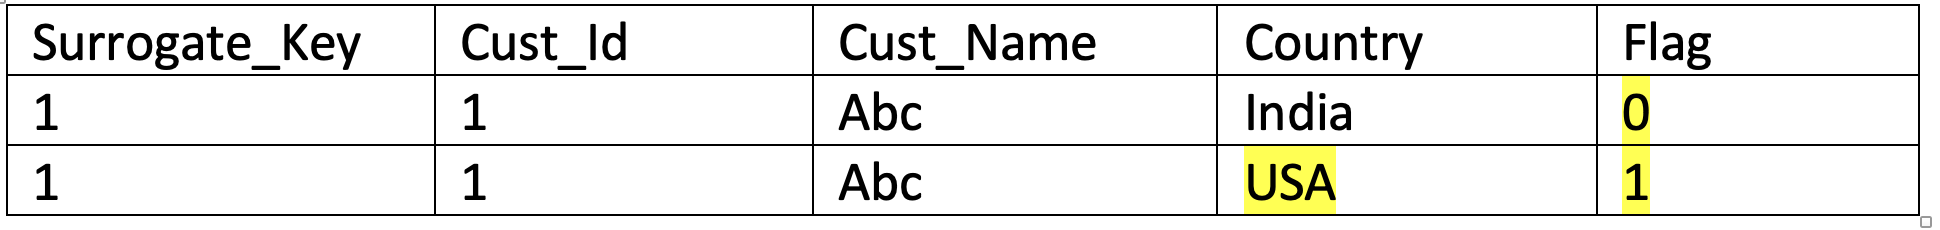 Surrogate_Key Cust_Id Cust_Name Country Flag
1 1 Abc India 0
1 1 Abc USA 1